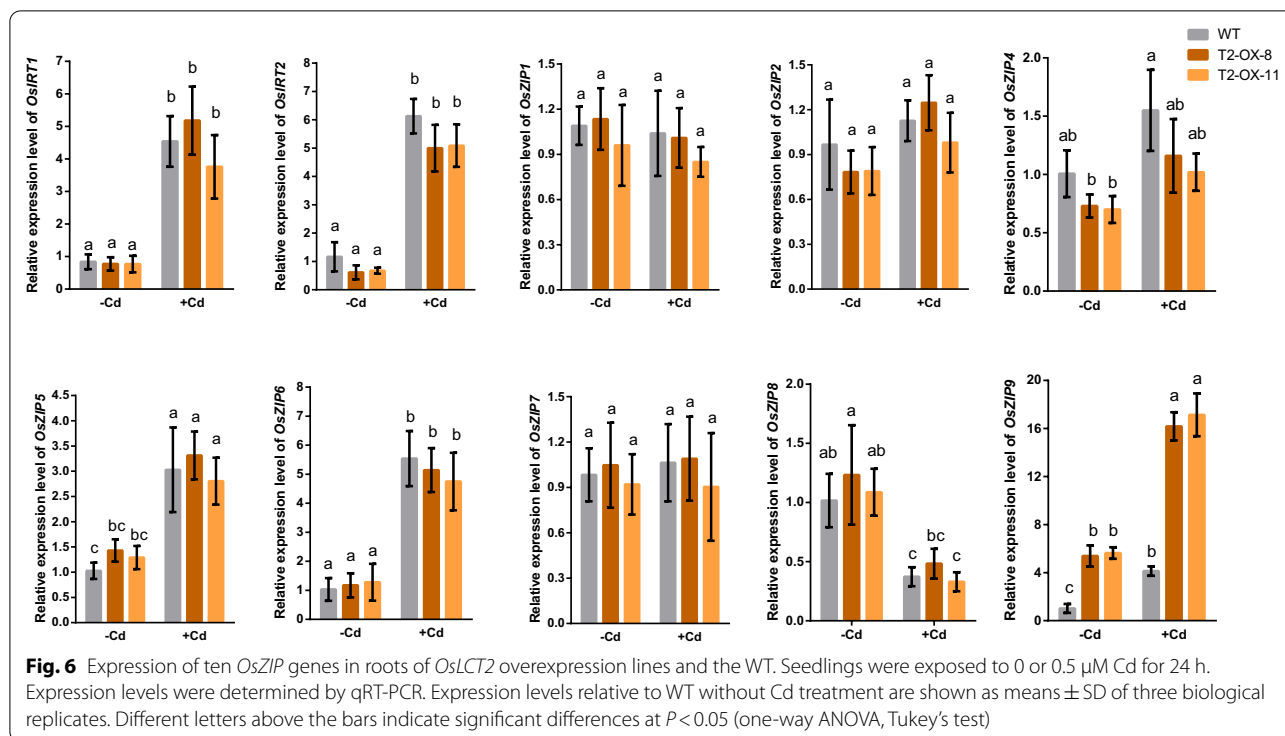 WT
T2-OX-8
T2-OX-11
Relative expression level of OsIRT1
7
6
5
4
3
2
1
0
a a a
b b b
-Cd +Cd
Relative expression level of OsIRT2
8
7
6
5
4
3
2
1
0
a a a
b b b
-Cd +Cd
Relative expression level of OsZIP1
1.5
1.2
0.9
0.6
0.3
0.0
a a a
a a a
-Cd +Cd
Relative expression level of OsZIP2
1.5
1.2
0.9
0.6
0.3
0.0
a a a
a a a
-Cd +Cd
Relative expression level of OsZIP4
2.0
1.5
1.0
0.5
0.0
ab b b
a ab ab
-Cd +Cd
Relative expression level of OsZIP5
4.5
4.0
3.5
3.0
2.5
2.0
1.5
1.0
0.5
0.0
c bc bc
a a a
-Cd +Cd
Relative expression level of OsZIP6
8
7
6
5
4
3
2
1
0
a a a
b b b
-Cd +Cd
Relative expression level of OsZIP7
1.5
1.2
0.9
0.6
0.3
0.0
a a a
a a a
-Cd +Cd
Relative expression level of OsZIP8
2.0
1.5
1.0
0.5
0.0
ab a ab
c bc c
-Cd +Cd
Relative expression level of OsZIP9
20
16
12
8
4
0
c b b
b a a
-Cd +Cd
Fig. 6 Expression of ten OsZIP genes in roots of OsLCT2 overexpression lines and the WT. Seedlings were exposed to 0 or 0.5 μM Cd for 24 h.
Expression levels were determined by qRT-PCR. Expression levels relative to WT without Cd treatment are shown as means ± SD of three biological
replicates. Different letters above the bars indicate significant differences at P < 0.05 (one-way ANOVA, Tukey's test)